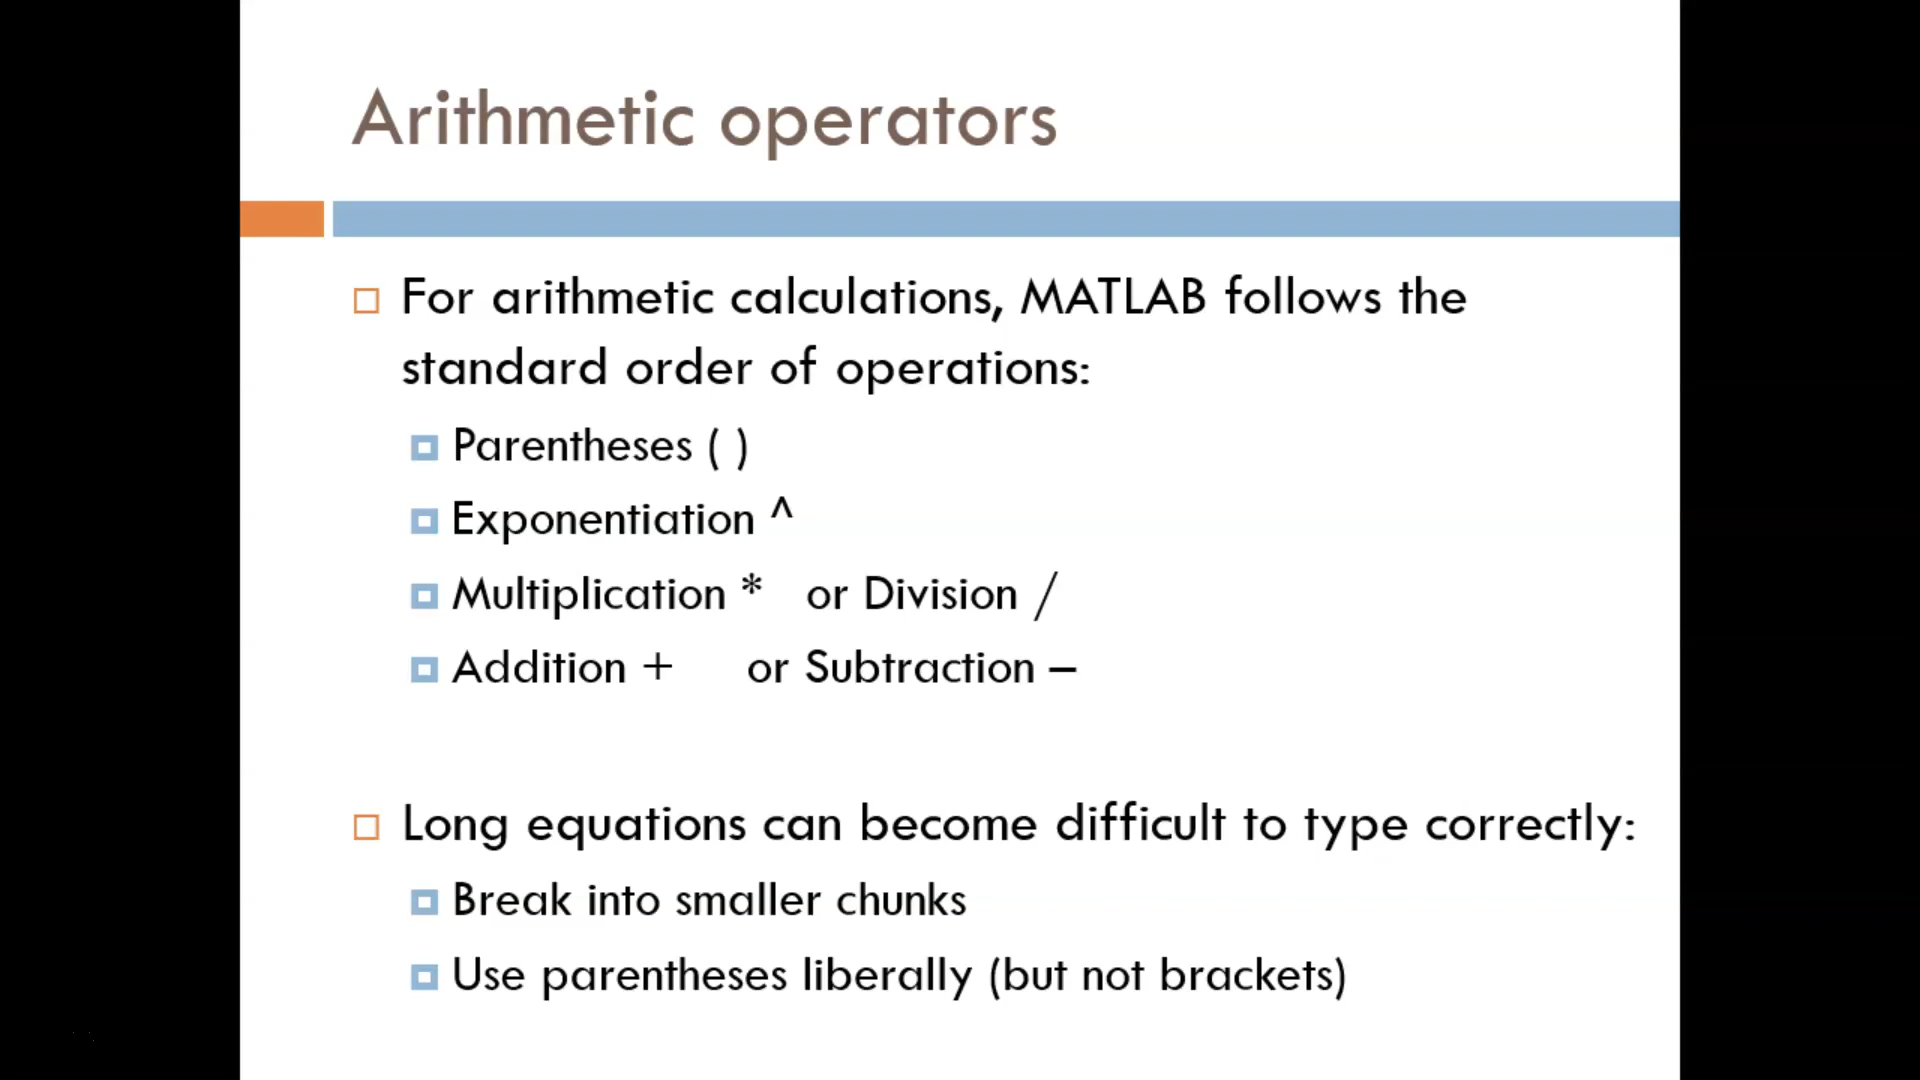 Arithmetic operators
For arithmetic calculations, MATLAB follows the
standard order of operations:
Parentheses ( )
Exponentiation ^
Multiplication * or Division /
Addition + or Subtraction –
Long equations can become difficult to type correctly:
Break into smaller chunks
Use parentheses liberally (but not brackets)